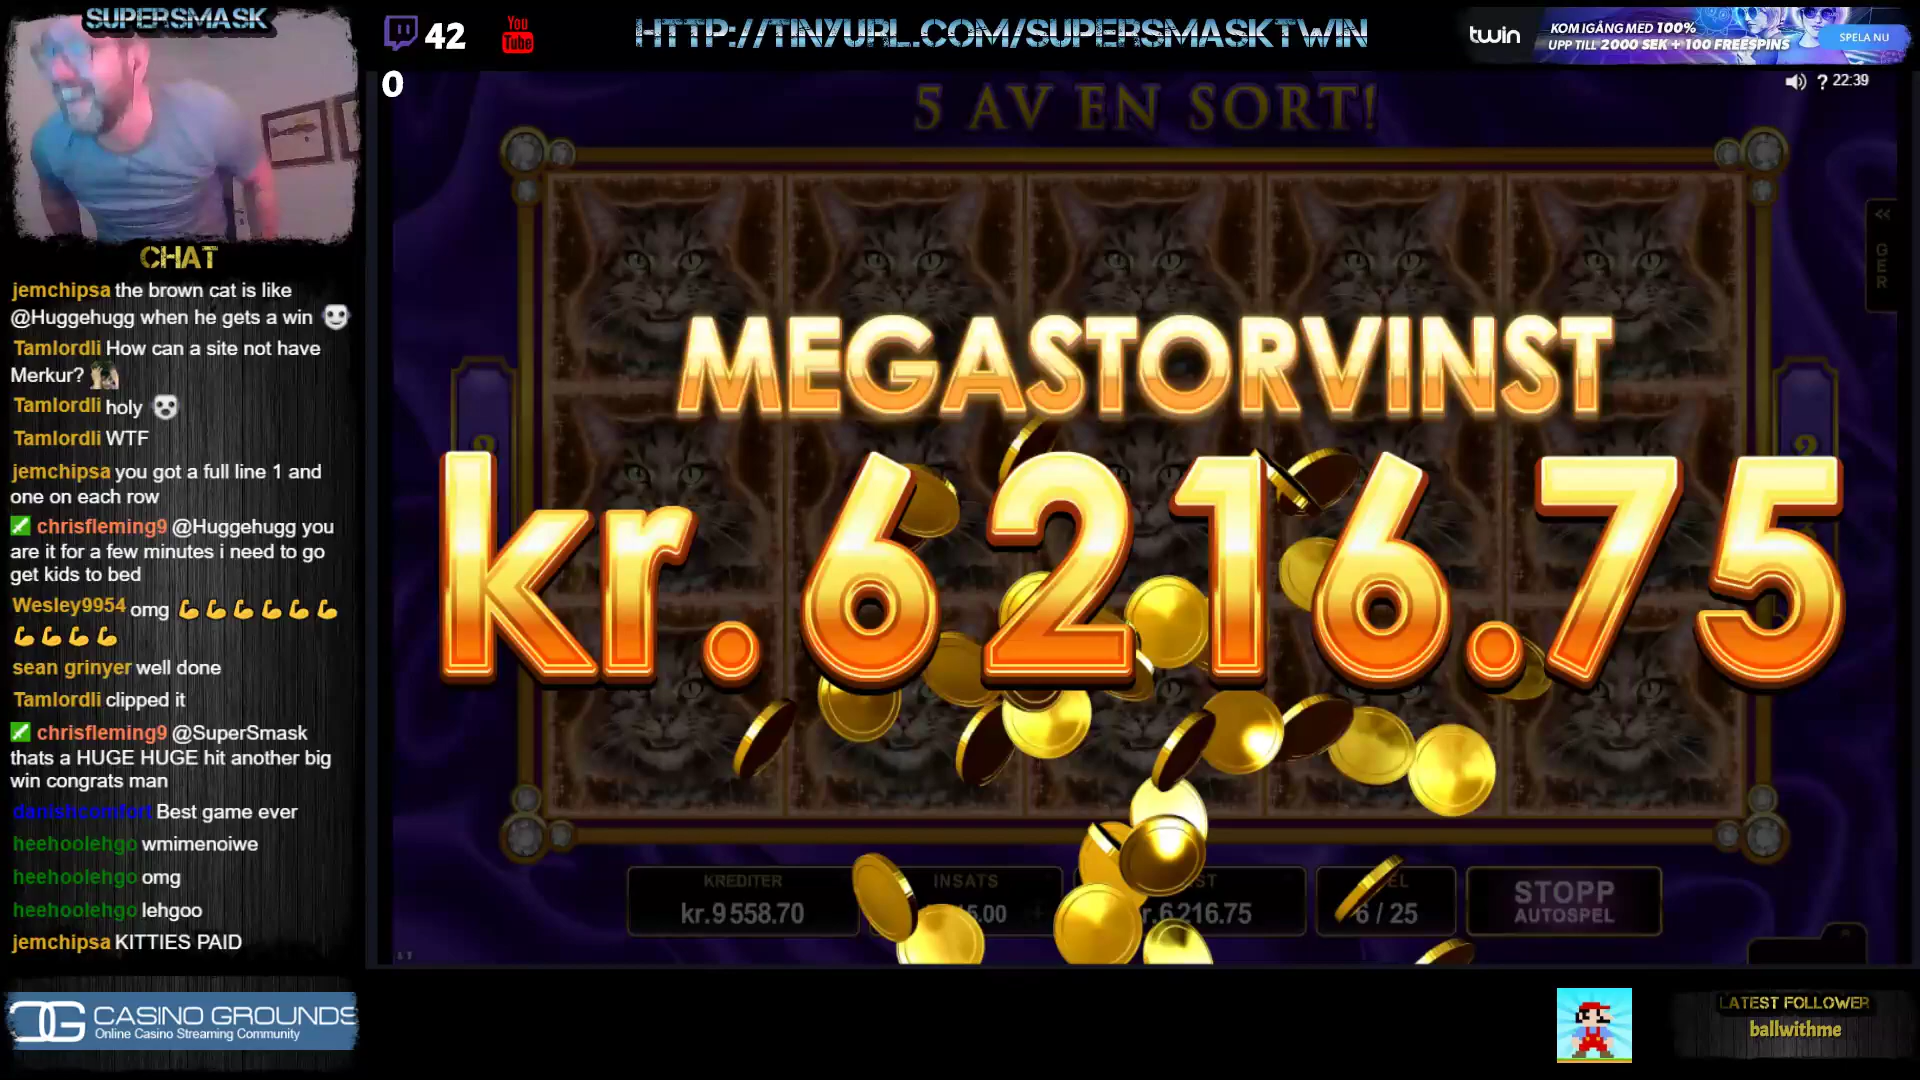 SUPERSMASK
42
You
Tube
HTTP://TINYURL.COM/SUPERSMASKTWIN
twin
KOM IGÅNG MED 100%
UPP TILL 2000 SEK + 100 FREESPINS
SPELA NU
0
22:39
5 AV EN SORT!
CHAT
jemchipsa the brown cat is like
@Huggehugg when he gets a win
Tamlordli How can a site not have
Merkur?
Tamlordli holy
Tamlordli WTF
jemchipsa you got a full line 1 and
one on each row
chrisfleming9 @Huggehugg you
are it for a few minutes i need to go
get kids to bed
Wesley9954 omg 💪💪💪💪💪💪
💪💪💪💪
sean grinyer well done
Tamlordli clipped it
chrisfleming9 @SuperSmask
thats a HUGE HUGE hit another big
win congrats man
danishcomfort Best game ever
heehoolehgo wmimenoiwe
heehoolehgo omg
heehoolehgo lehgoo
jemchipsa KITTIES PAID
MEGASTORVINST
kr. 6 216.75
KREDITER
kr.9 558.70
INSATS
6 / 25
STOPP
AUTOSPEL
CG CASINO GROUNDS
Online Casino Streaming Community
LATEST FOLLOWER
ballwithme